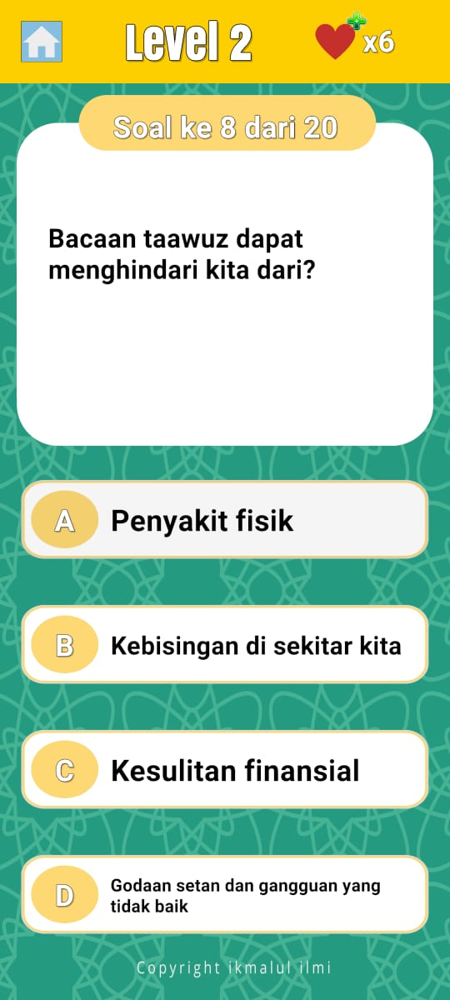 Level 2
x6
Soal ke 8 dari 20
Bacaan taawuz dapat
menghindari kita dari?
A
Penyakit fisik
B
Kebisingan di sekitar kita
C
Kesulitan finansial
D
Godaan setan dan gangguan yang
tidak baik
Copyright ikmalul ilmi